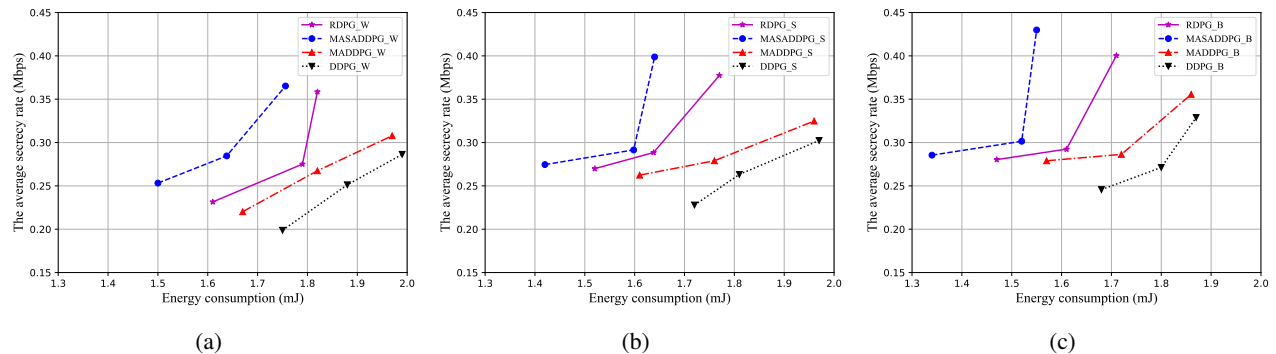 The average secrecy rate (Mbps)
0.45
0.40
0.35
0.30
0.25
0.20
0.15
RDPG_W
MASADDPG_W
MADDPG_W
DDPG_W
1.3 1.4 1.5 1.6 1.7 1.8 1.9 2.0
Energy consumption (mJ)
(a)
The average secrecy rate (Mbps)
0.45
0.40
0.35
0.30
0.25
0.20
0.15
RDPG_S
MASADDPG_S
MADDPG_S
DDPG_S
1.3 1.4 1.5 1.6 1.7 1.8 1.9 2.0
Energy consumption (mJ)
(b)
The average secrecy rate (Mbps)
0.45
0.40
0.35
0.30
0.25
0.20
0.15
RDPG_B
MASADDPG_B
MADDPG_B
DDPG_B
1.3 1.4 1.5 1.6 1.7 1.8 1.9 2.0
Energy consumption (mJ)
(c)